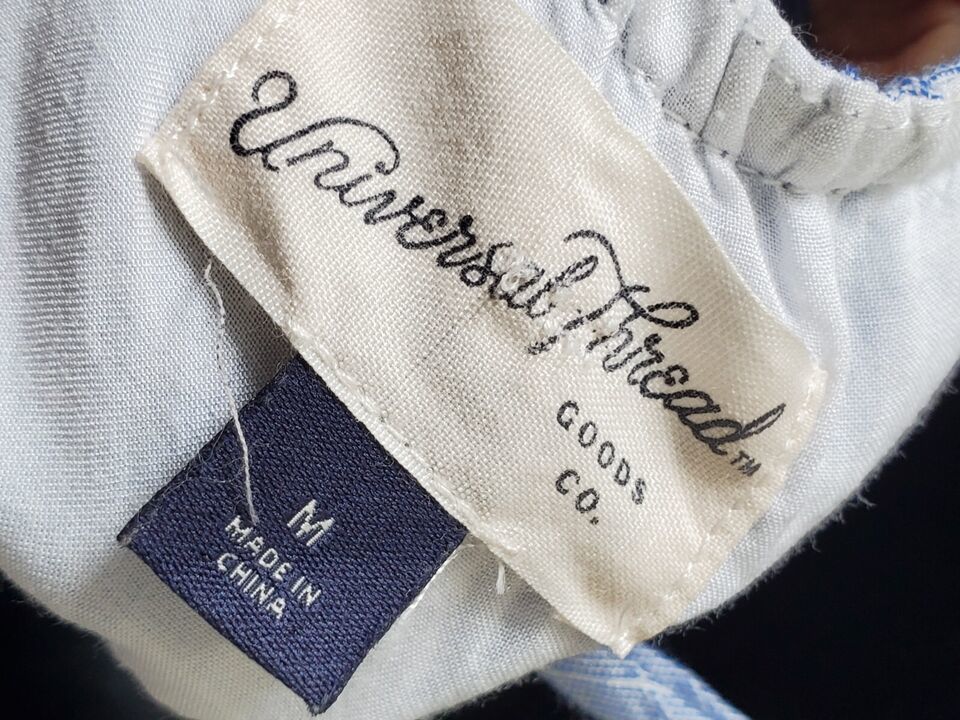 Universal Thread™
GOODS
CO.
M
MADE IN
CHINA